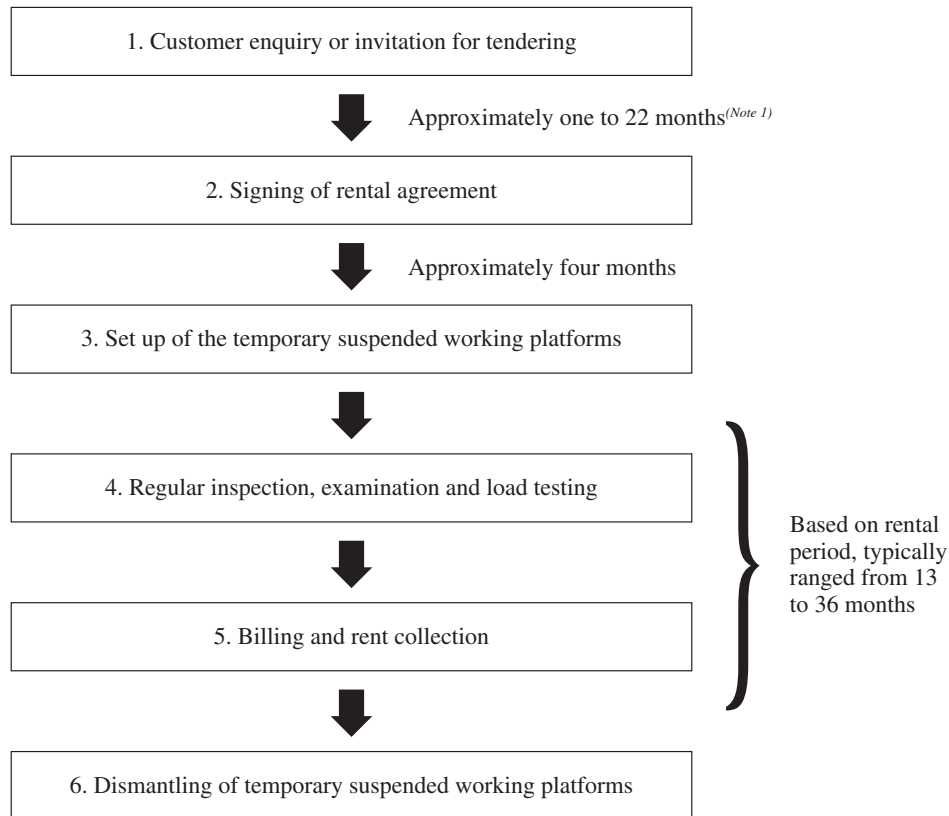 1. Customer enquiry or invitation for tendering
Approximately one to 22 months(Note 1)
2. Signing of rental agreement
Approximately four months
3. Set up of the temporary suspended working platforms
4. Regular inspection, examination and load testing
Based on rental
period, typically
ranged from 13
to 36 months
5. Billing and rent collection
6. Dismantling of temporary suspended working platforms